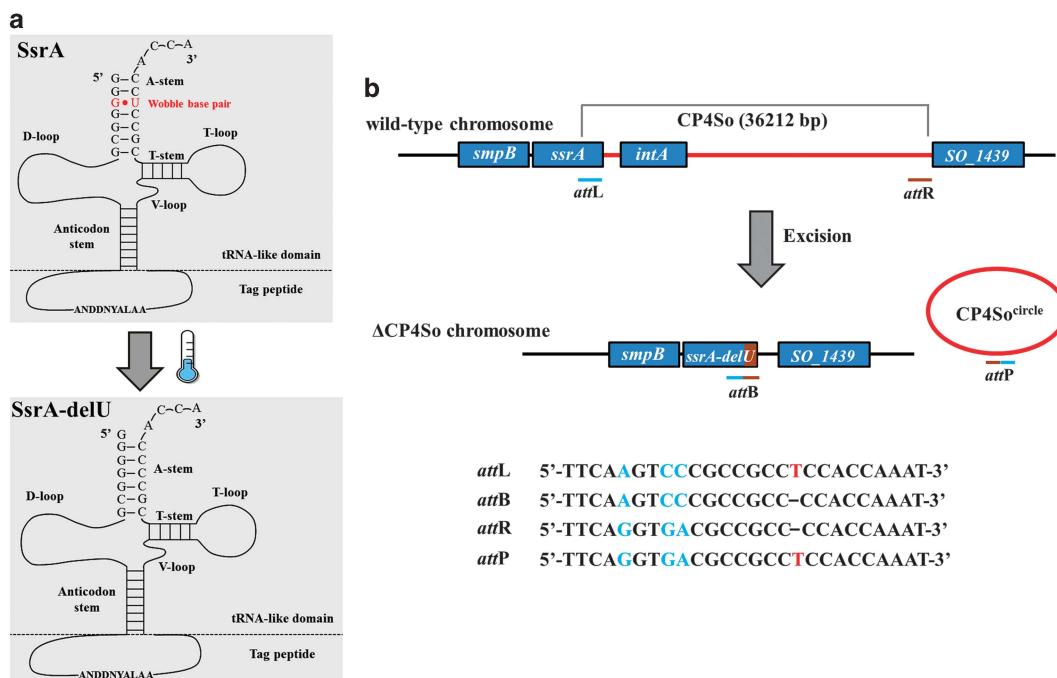 a
SsrA
A-C-C-A
3'
5'
G-C
G-C
G•U
G-C
G-C
C-G
G-C
A-stem
Wobble base pair
D-loop
T-loop
T-stem
V-loop
Anticodon
stem
tRNA-like domain
Tag peptide
ANDDNYALAA
SsrA-delU
A-C-C-A
3'
5'
G
G-C
G-C
G-C
G-C
C-G
G-C
A-stem
D-loop
T-loop
T-stem
V-loop
Anticodon
stem
tRNA-like domain
Tag peptide
ANDDNYALAA
b
CP4So (36212 bp)
wild-type chromosome
smpB ssrA intA SO_1439
attL attR
Excision
CP4Socircle
attP
ΔCP4So chromosome
smpB ssrA-delU SO_1439
attB
attL 5'-TTCAAGTCCCGCCGCCTCCACCAAAT-3'
attB 5'-TTCAAGTCCCGCCGCC–CCACCAAAT-3'
attR 5'-TTCAGGTGACGCCGCC–CCACCAAAT-3'
attP 5'-TTCAGGTGACGCCGCCTCCACCAAAT-3'